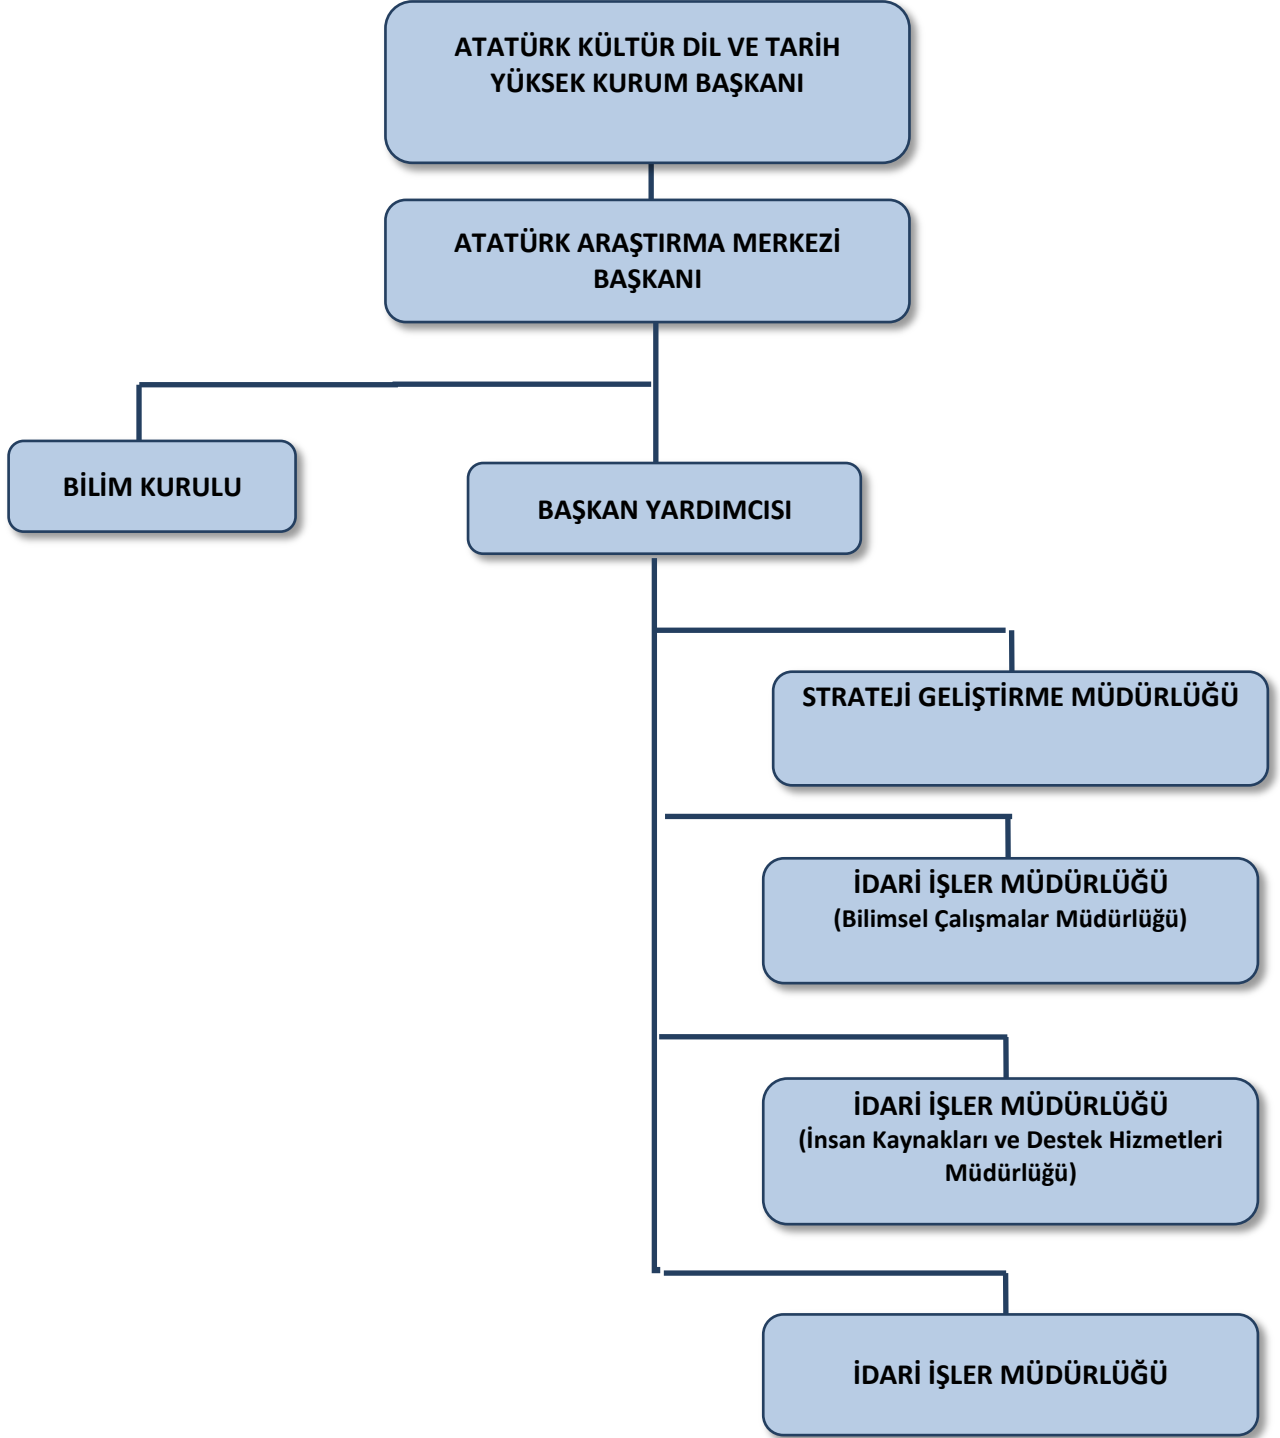 ATATÜRK KÜLTÜR DİL VE TARİH
YÜKSEK KURUM BAŞKANI
ATATÜRK ARAŞTIRMA MERKEZİ
BAŞKANI
BİLİM KURULU
BAŞKAN YARDIMCISI
STRATEJİ GELİŞTİRME MÜDÜRLÜĞÜ
İDARİ İŞLER MÜDÜRLÜĞÜ
(Bilimsel Çalışmalar Müdürlüğü)
İDARİ İŞLER MÜDÜRLÜĞÜ
(İnsan Kaynakları ve Destek Hizmetleri
Müdürlüğü)
İDARİ İŞLER MÜDÜRLÜĞÜ